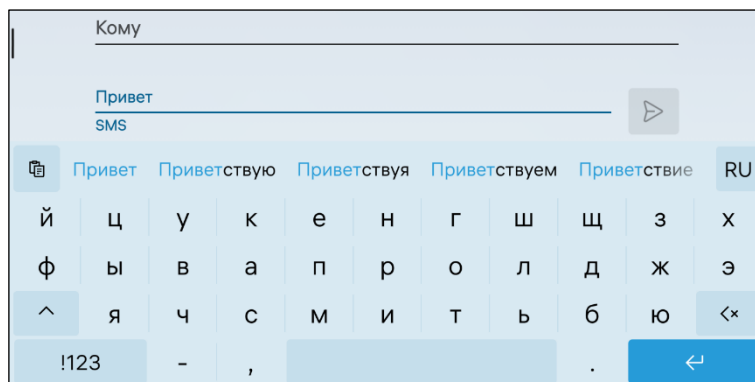 Кому
Привет
SMS
Привет Приветствую Приветствуя Приветствуем Приветствие RU
й ц у к е н г ш щ з х
ф ы в а п р о л д ж э
я ч с м и т ь б ю
!123 - , .